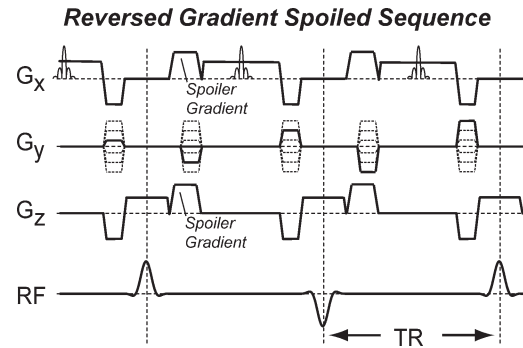 Reversed Gradient Spoiled Sequence
Gx
Spoiler
Gradient
Gy
Gz
Spoiler
Gradient
RF
TR